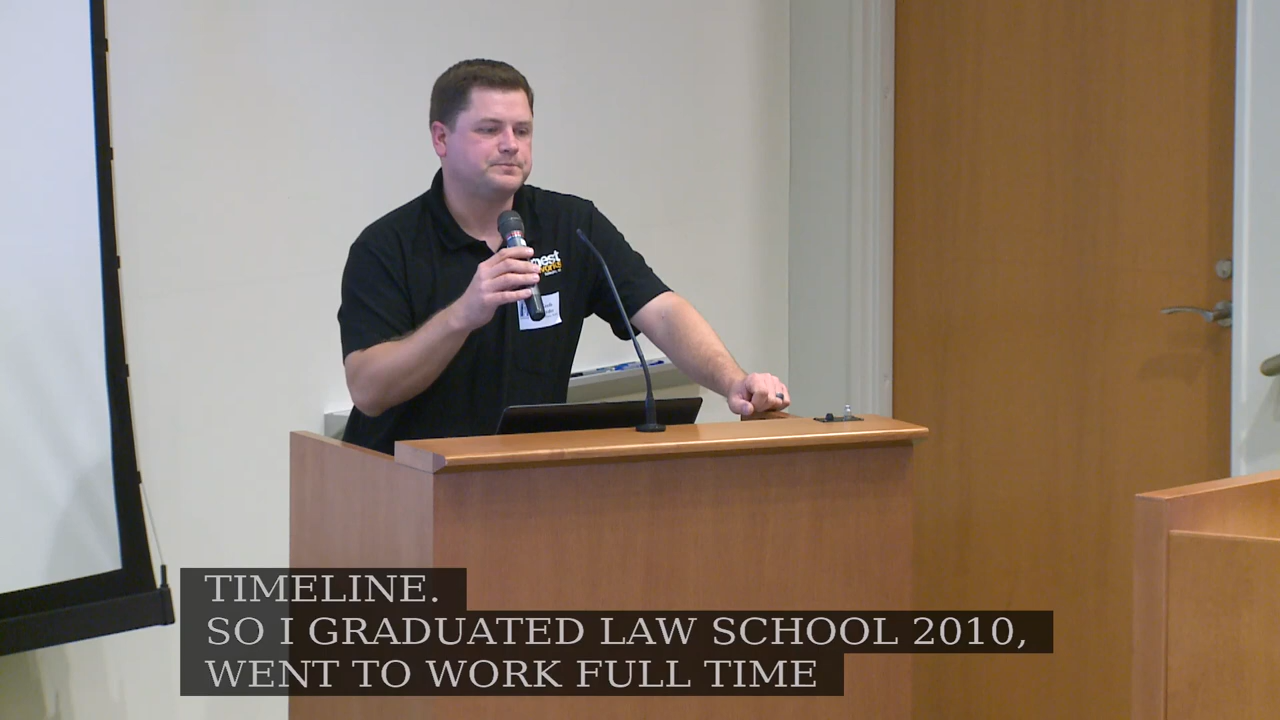 TIMELINE.
SO I GRADUATED LAW SCHOOL 2010,
WENT TO WORK FULL TIME